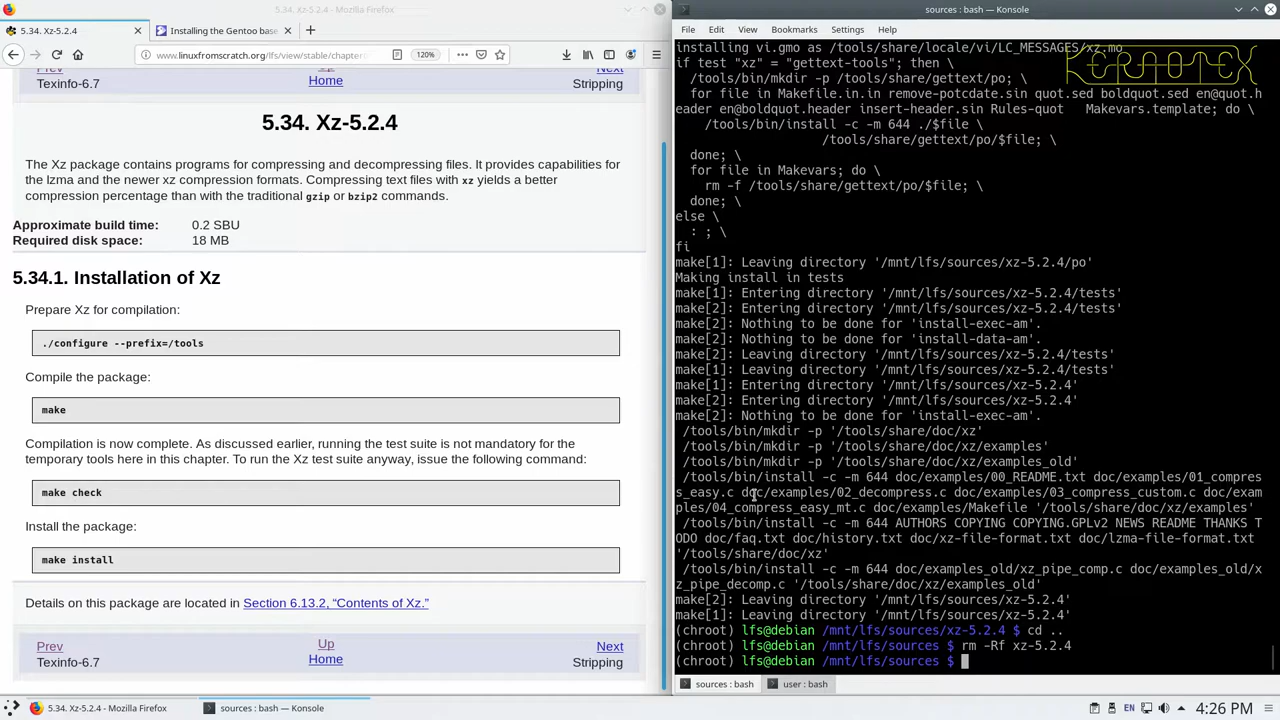 5.34. Xz-5.2.4 - Mozilla Firefox
5.34. Xz-5.2.4
Installing the Gentoo base
www.linuxfromscratch.org/lfs/view/stable/chapter
120%
Prev
Up
Next
Texinfo-6.7
Home
Stripping
5.34. Xz-5.2.4
The Xz package contains programs for compressing and decompressing files. It provides capabilities for
the lzma and the newer xz compression formats. Compressing text files with xz yields a better
compression percentage than with the traditional gzip or bzip2 commands.
Approximate build time: 0.2 SBU
Required disk space: 18 MB
5.34.1. Installation of Xz
Prepare Xz for compilation:
./configure --prefix=/tools
Compile the package:
make
Compilation is now complete. As discussed earlier, running the test suite is not mandatory for the
temporary tools here in this chapter. To run the Xz test suite anyway, issue the following command:
make check
Install the package:
make install
Details on this package are located in Section 6.13.2, “Contents of Xz.”
Prev
Up
Next
Texinfo-6.7
Home
Stripping
sources : bash — Konsole
File Edit View Bookmarks Settings Help
KEROOTEX
installing vi.gmo as /tools/share/locale/vi/LC_MESSAGES/xz.mo
if test "xz" = "gettext-tools"; then \
/tools/bin/mkdir -p /tools/share/gettext/po; \
for file in Makefile.in.in remove-potcdate.sin quot.sed boldquot.sed en@quot.h
eader en@boldquot.header insert-header.sin Rules-quot Makevars.template; do \
/tools/bin/install -c -m 644 ./$file \
/tools/share/gettext/po/$file; \
done; \
for file in Makevars; do \
rm -f /tools/share/gettext/po/$file; \
done; \
else \
: ; \
fi
make[1]: Leaving directory '/mnt/lfs/sources/xz-5.2.4/po'
Making install in tests
make[1]: Entering directory '/mnt/lfs/sources/xz-5.2.4/tests'
make[2]: Entering directory '/mnt/lfs/sources/xz-5.2.4/tests'
make[2]: Nothing to be done for 'install-exec-am'.
make[2]: Nothing to be done for 'install-data-am'.
make[2]: Leaving directory '/mnt/lfs/sources/xz-5.2.4/tests'
make[1]: Leaving directory '/mnt/lfs/sources/xz-5.2.4/tests'
make[1]: Entering directory '/mnt/lfs/sources/xz-5.2.4'
make[2]: Entering directory '/mnt/lfs/sources/xz-5.2.4'
make[2]: Nothing to be done for 'install-exec-am'.
/tools/bin/mkdir -p '/tools/share/doc/xz'
/tools/bin/mkdir -p '/tools/share/doc/xz/examples'
/tools/bin/mkdir -p '/tools/share/doc/xz/examples_old'
/tools/bin/install -c -m 644 doc/examples/00_README.txt doc/examples/01_compres
s_easy.c doc/examples/02_decompress.c doc/examples/03_compress_custom.c doc/exam
ples/04_compress_easy_mt.c doc/examples/Makefile '/tools/share/doc/xz/examples'
/tools/bin/install -c -m 644 AUTHORS COPYING COPYING.GPLv2 NEWS README THANKS T
ODO doc/faq.txt doc/history.txt doc/xz-file-format.txt doc/lzma-file-format.txt
'/tools/share/doc/xz'
/tools/bin/install -c -m 644 doc/examples_old/xz_pipe_comp.c doc/examples_old/x
z_pipe_decomp.c '/tools/share/doc/xz/examples_old'
make[2]: Leaving directory '/mnt/lfs/sources/xz-5.2.4'
make[1]: Leaving directory '/mnt/lfs/sources/xz-5.2.4'
(chroot) lfs@debian /mnt/lfs/sources/xz-5.2.4 $ cd ..
(chroot) lfs@debian /mnt/lfs/sources $ rm -Rf xz-5.2.4
(chroot) lfs@debian /mnt/lfs/sources $
sources : bash
user : bash
5.34. Xz-5.2.4 - Mozilla Firefox
sources : bash — Konsole
EN
4:26 PM